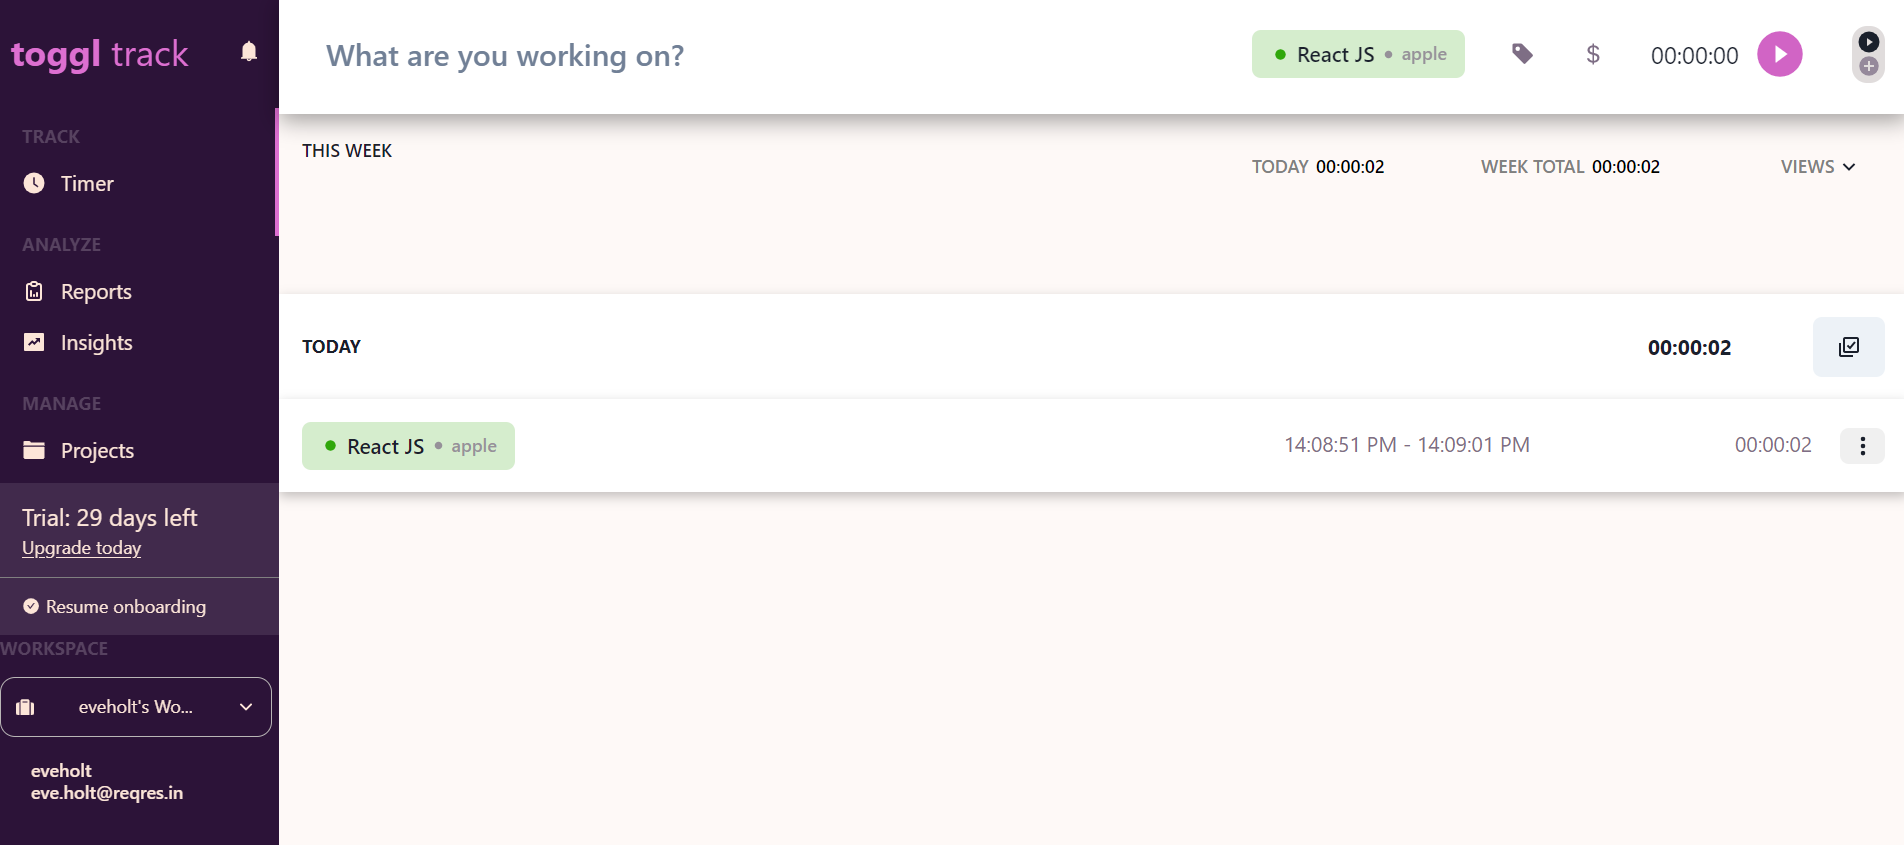 toggl track
TRACK
Timer
ANALYZE
Reports
Insights
MANAGE
Projects
Trial: 29 days left
Upgrade today
Resume onboarding
WORKSPACE
eveholt's Wo...
eveholt
eve.holt@reqres.in
What are you working on?
React JS • apple
$
00:00:00
THIS WEEK
TODAY 00:00:02
WEEK TOTAL 00:00:02
VIEWS
TODAY
00:00:02
React JS • apple
14:08:51 PM - 14:09:01 PM
00:00:02